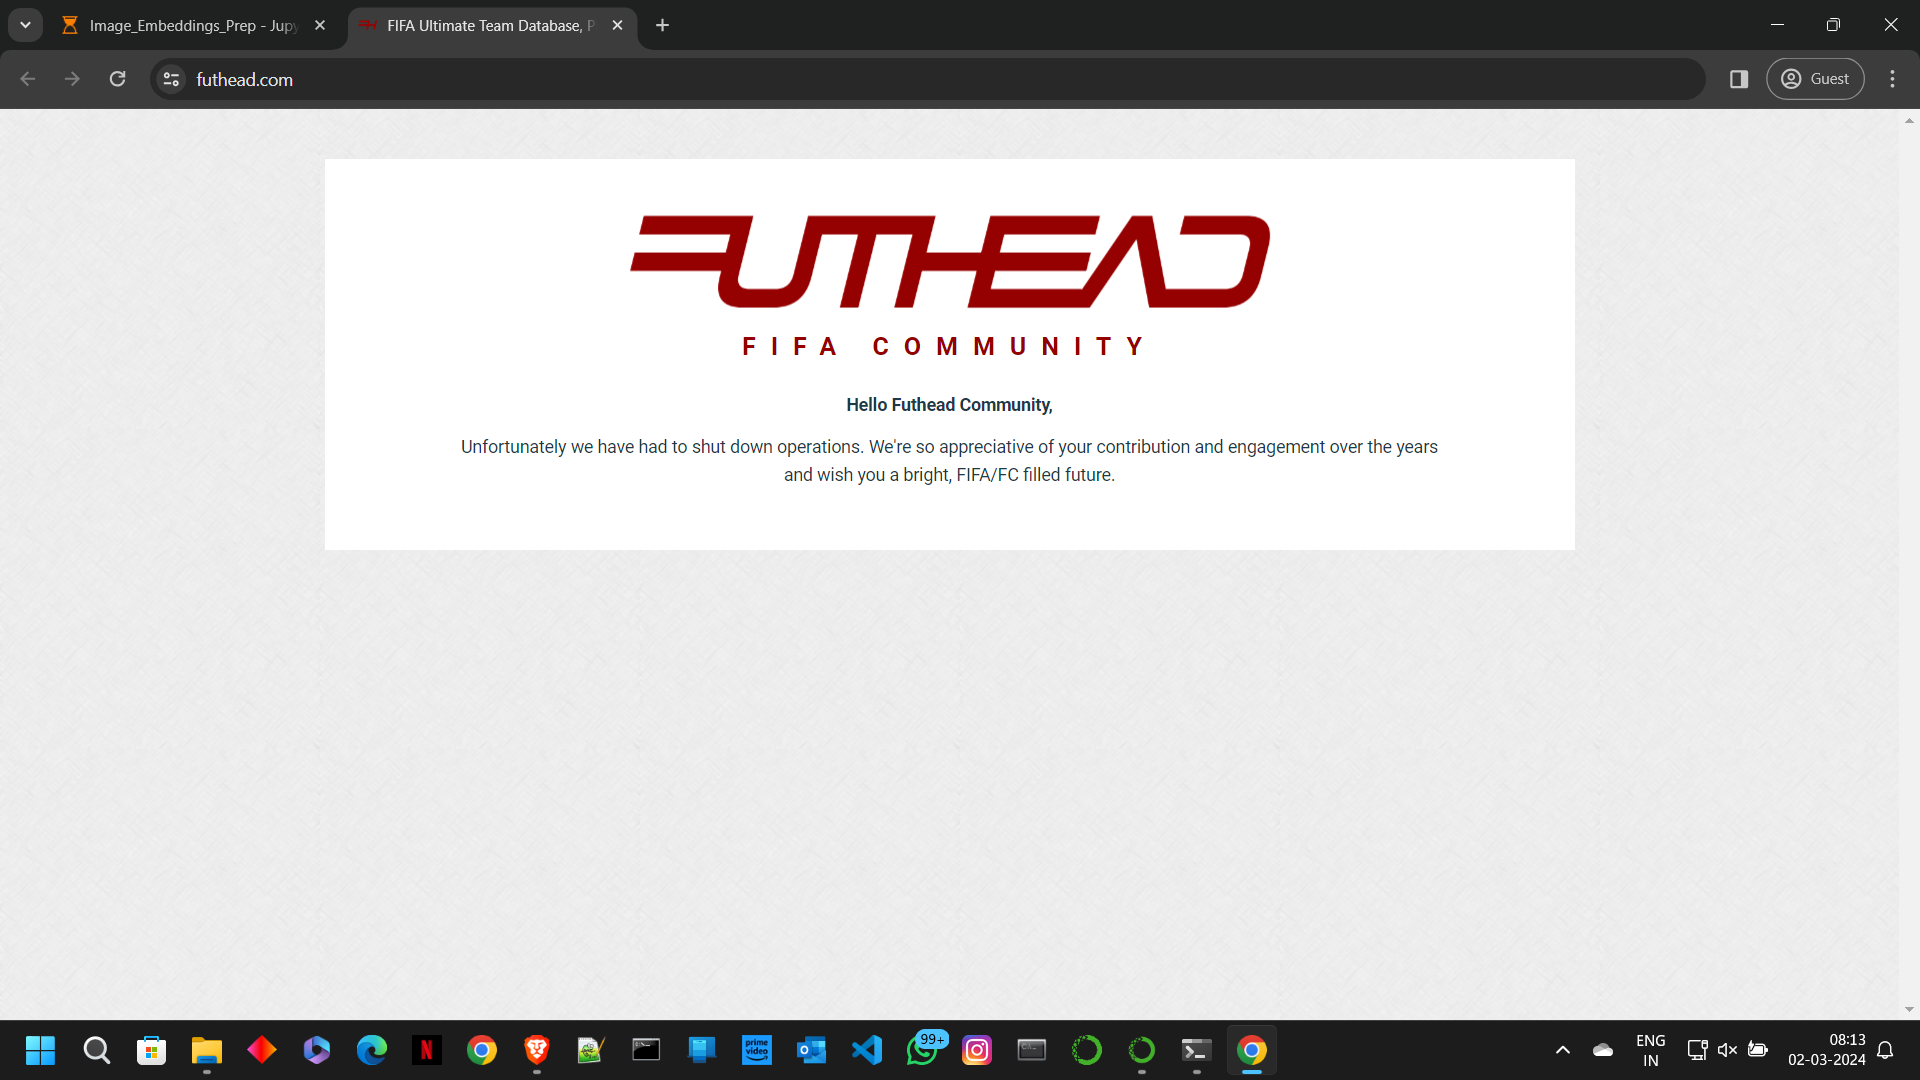 Image_Embeddings_Prep - Jupy
FIFA Ultimate Team Database, P
futhead.com
Guest
FUTHEAD
FIFA COMMUNITY
Hello Futhead Community,
Unfortunately we have had to shut down operations. We're so appreciative of your contribution and engagement over the years
and wish you a bright, FIFA/FC filled future.
prime
video
99+
ENG
IN
08:13
02-03-2024